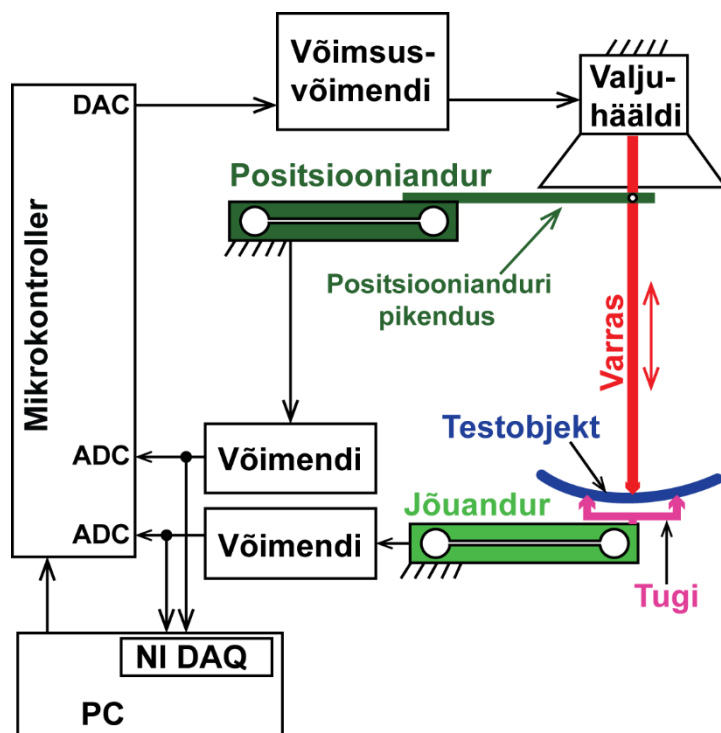 DAC
Võimsus-
võimendi
Valju-
hääldi
Positsiooniandur
Positsioonianduri
pikendus
Mikrokontroller
Varras
Testobjekt
ADC
Võimendi
Jõuandur
ADC
Võimendi
Tugi
NI DAQ
PC